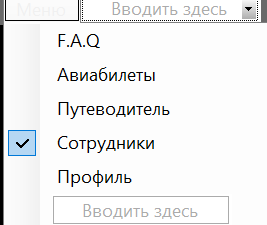 Меню Вводить здесь
F.A.Q
Авиабилеты
Путеводитель
Сотрудники
Профиль
Вводить здесь